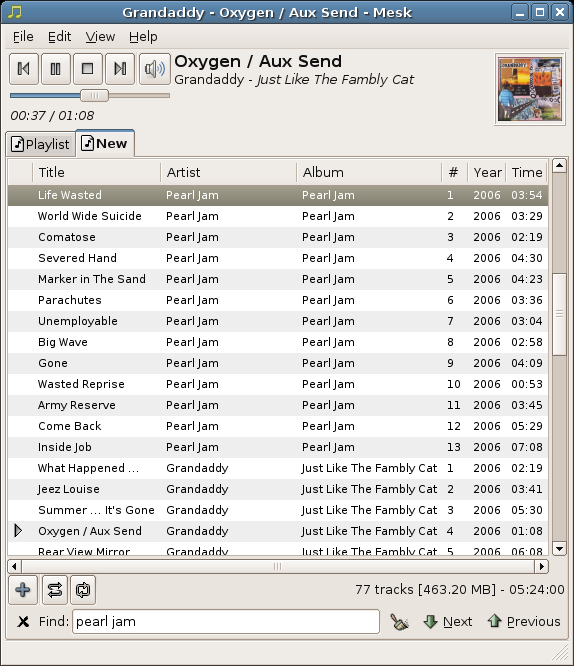 Grandaddy - Oxygen / Aux Send - Mesk
File Edit View Help
Oxygen / Aux Send
Grandaddy - Just Like The Fambly Cat
00:37 / 01:08
Playlist New
Title Artist Album # Year Time
Life Wasted Pearl Jam Pearl Jam 1 2006 03:54
World Wide Suicide Pearl Jam Pearl Jam 2 2006 03:29
Comatose Pearl Jam Pearl Jam 3 2006 02:19
Severed Hand Pearl Jam Pearl Jam 4 2006 04:30
Marker in The Sand Pearl Jam Pearl Jam 5 2006 04:23
Parachutes Pearl Jam Pearl Jam 6 2006 03:36
Unemployable Pearl Jam Pearl Jam 7 2006 03:04
Big Wave Pearl Jam Pearl Jam 8 2006 02:58
Gone Pearl Jam Pearl Jam 9 2006 04:09
Wasted Reprise Pearl Jam Pearl Jam 10 2006 00:53
Army Reserve Pearl Jam Pearl Jam 11 2006 03:45
Come Back Pearl Jam Pearl Jam 12 2006 05:29
Inside Job Pearl Jam Pearl Jam 13 2006 07:08
What Happened ... Grandaddy Just Like The Fambly Cat 1 2006 02:19
Jeez Louise Grandaddy Just Like The Fambly Cat 2 2006 03:41
Summer ... It's Gone Grandaddy Just Like The Fambly Cat 3 2006 05:30
Oxygen / Aux Send Grandaddy Just Like The Fambly Cat 4 2006 01:08
Rear View Mirror Grandaddy Just Like The Fambly Cat 5 2006 06:08
77 tracks [463.20 MB] - 05:24:00
Find: pearl jam Next Previous